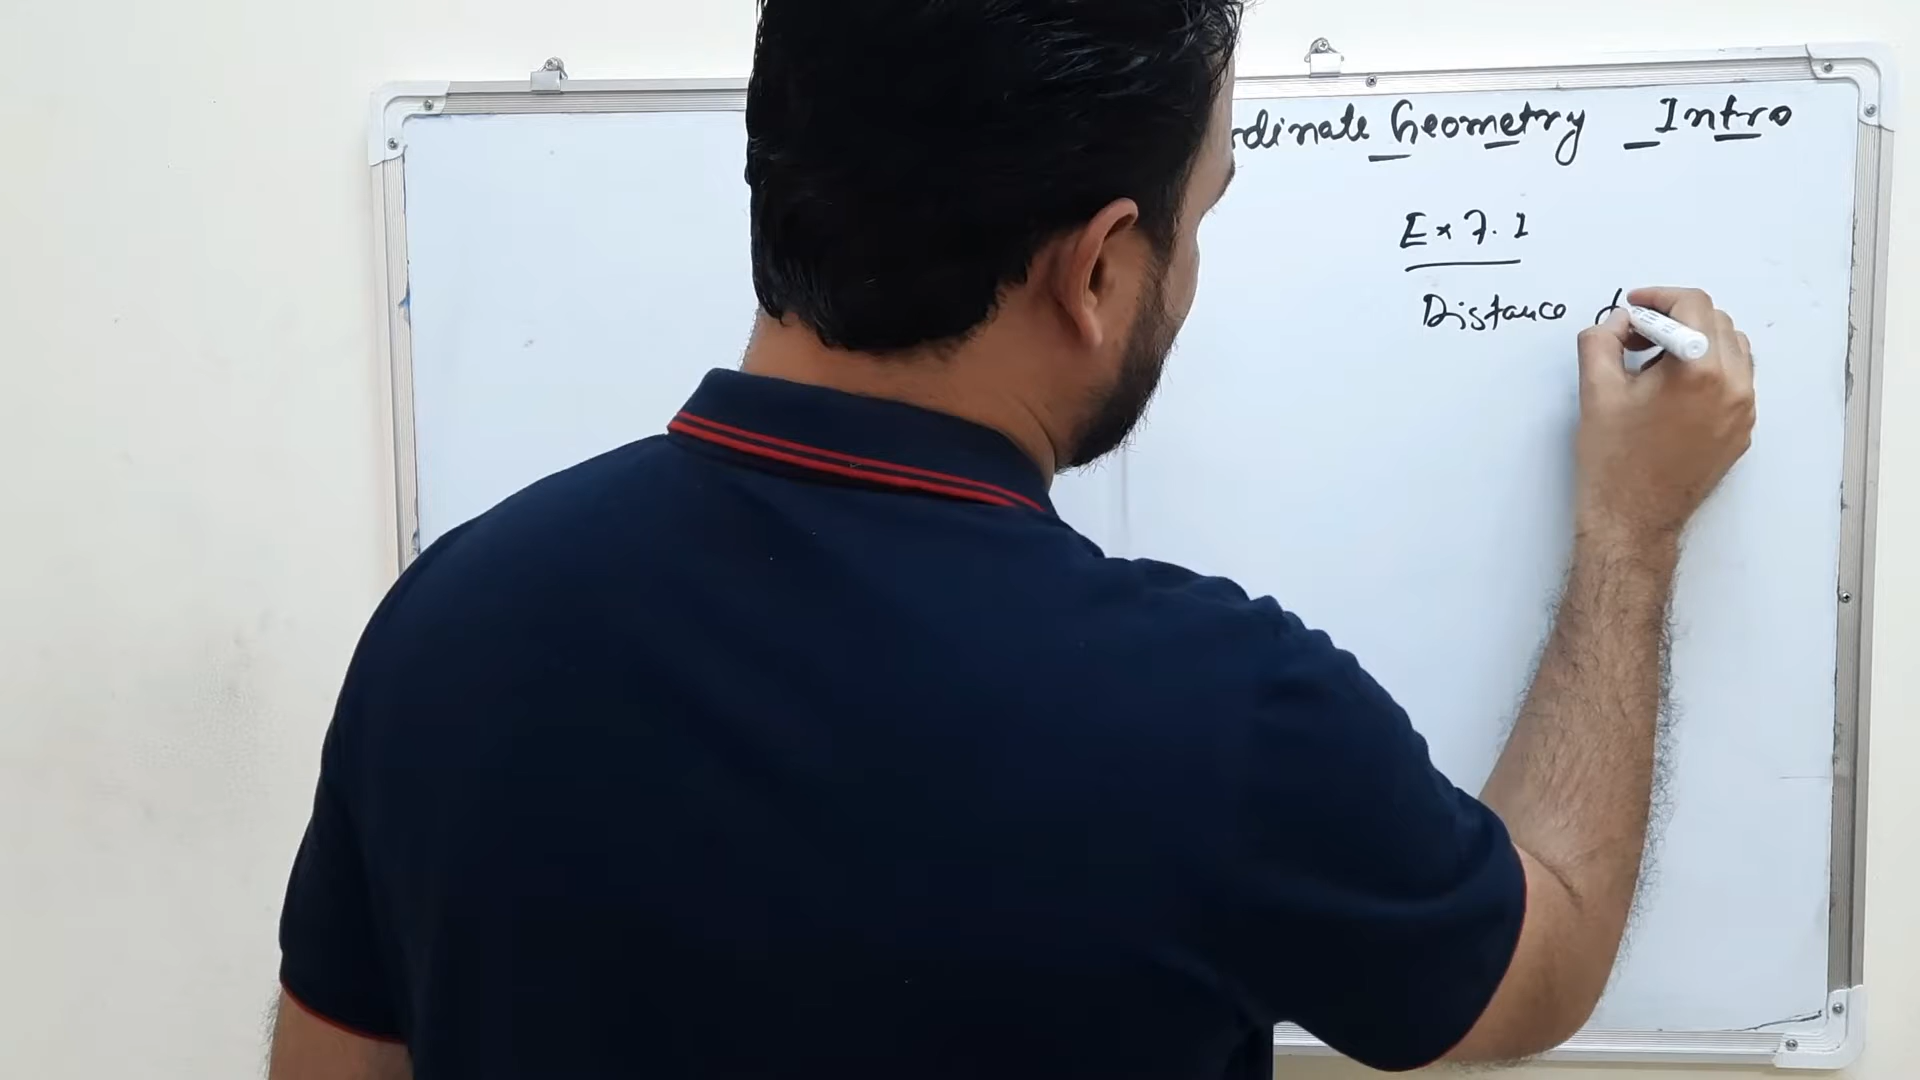 rdinate Geometry _ Intro
Ex 7.1
Distance f